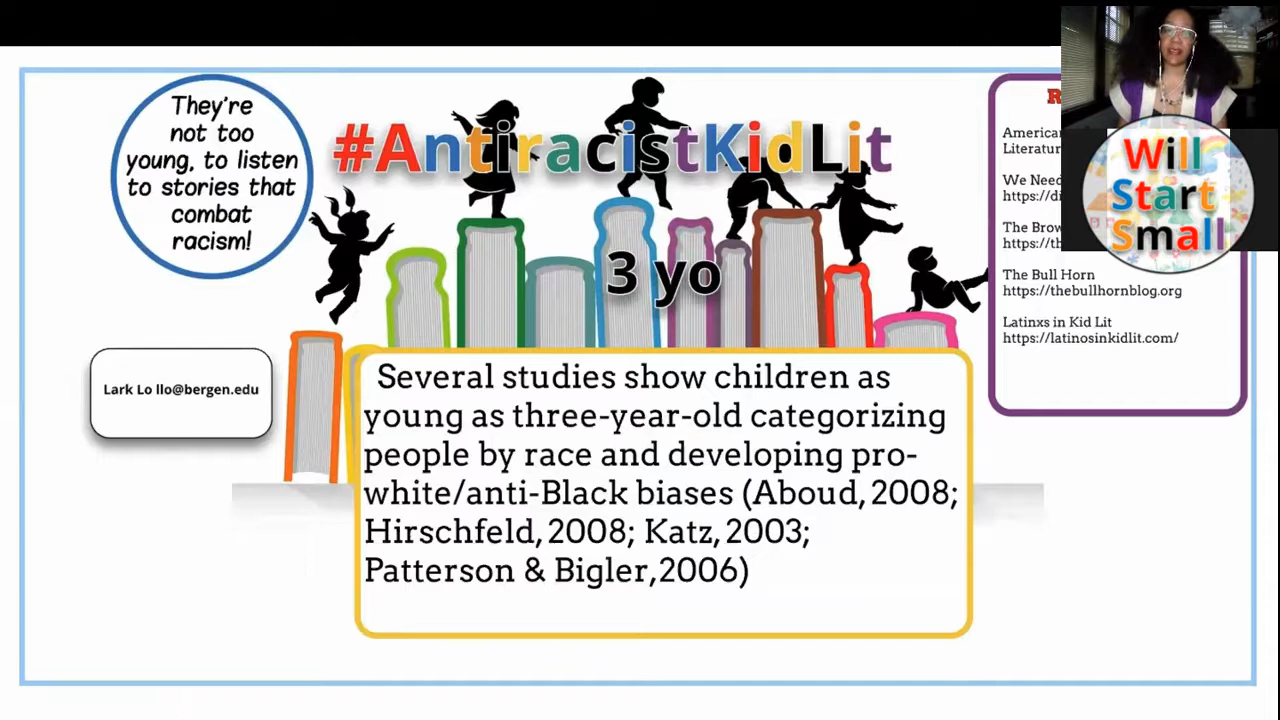 They're
not too
young, to listen
to stories that
combat
racism!
#AntiracistKidLit
3 yo
Lark Lo llo@bergen.edu
Several studies show children as
young as three-year-old categorizing
people by race and developing pro-
white/anti-Black biases (Aboud, 2008;
Hirschfeld, 2008; Katz, 2003;
Patterson & Bigler, 2006)
American
We Need
The Bull Horn
https://thebullhornblog.org
Latinxs in Kid Lit
https://latinosinkidlit.com/
Will
Start
Small